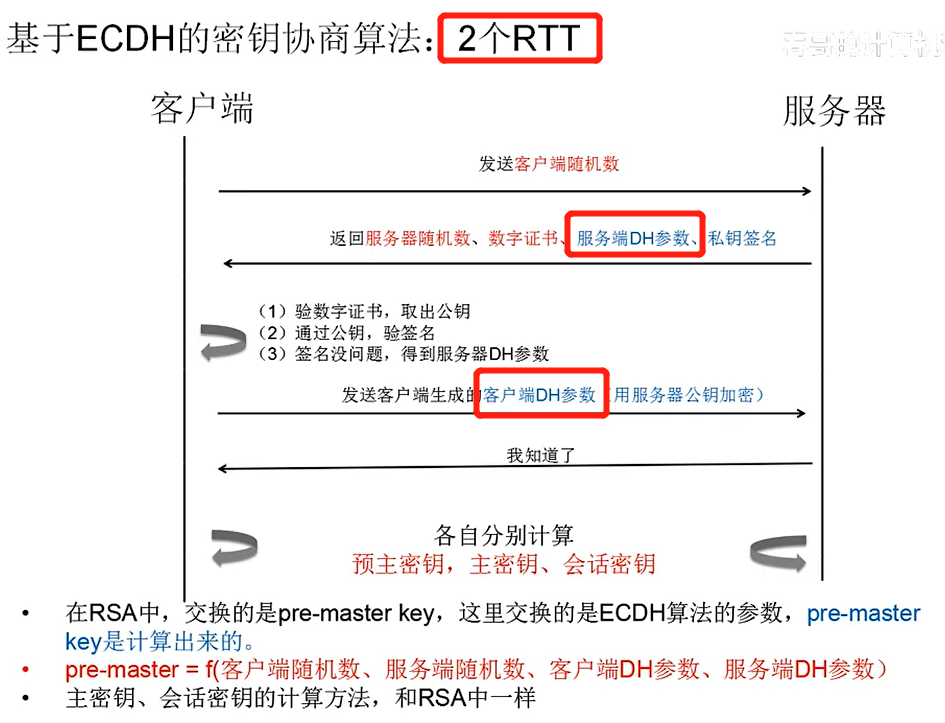 基于ECDH的密钥协商算法：2个RTT
客户端
服务器
发送客户端随机数
返回服务器随机数、数字证书、服务端DH参数、私钥签名
（1）验数字证书，取出公钥
（2）通过公钥，验签名
（3）签名没问题，得到服务器DH参数
发送客户端生成的客户端DH参数（用服务器公钥加密）
我知道了
各自分别计算
预主密钥，主密钥、会话密钥
• 在RSA中，交换的是pre-master key，这里交换的是ECDH算法的参数，pre-master
key是计算出来的。
• pre-master = f(客户端随机数、服务端随机数、客户端DH参数、服务端DH参数）
• 主密钥、会话密钥的计算方法，和RSA中一样